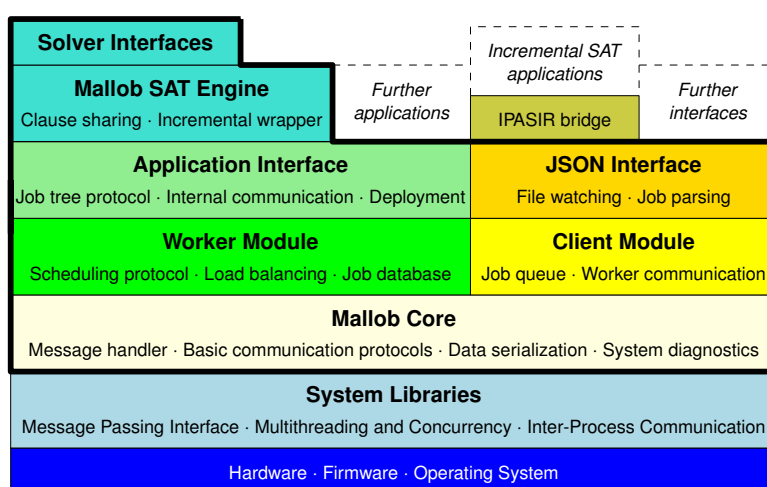 Solver Interfaces
Incremental SAT
applications
Mallob SAT Engine
Clause sharing · Incremental wrapper
Further
applications
IPASIR bridge
Further
interfaces
Application Interface
Job tree protocol · Internal communication · Deployment
JSON Interface
File watching · Job parsing
Worker Module
Scheduling protocol · Load balancing · Job database
Client Module
Job queue · Worker communication
Mallob Core
Message handler · Basic communication protocols · Data serialization · System diagnostics
System Libraries
Message Passing Interface · Multithreading and Concurrency · Inter-Process Communication
Hardware · Firmware · Operating System